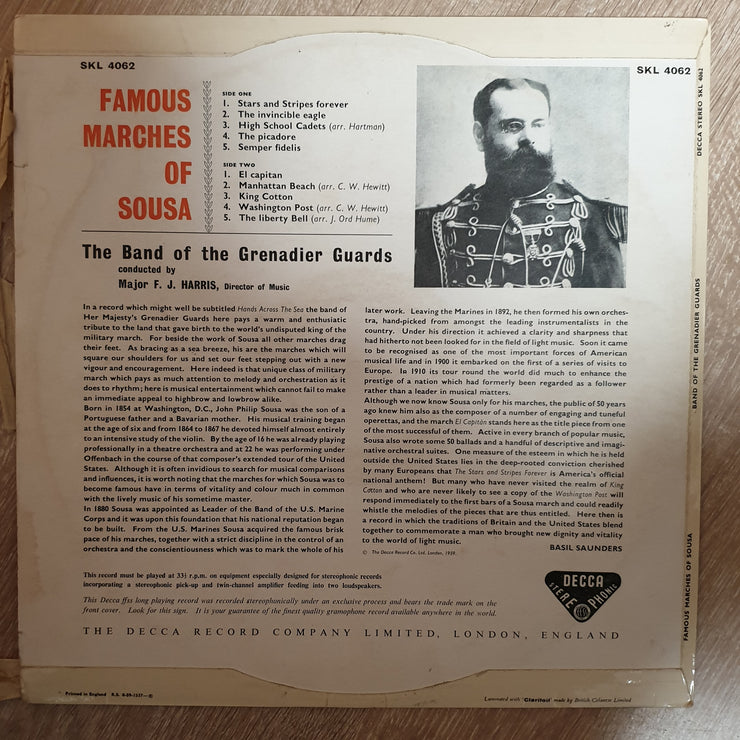 SKL 4062
SKL 4062
FAMOUS
MARCHES
OF
SOUSA
SIDE ONE
1. Stars and Stripes forever
2. The invincible eagle
3. High School Cadets (arr. Hartman)
4. The picadore
5. Semper fidelis
SIDE TWO
1. El capitan
2. Manhattan Beach (arr. C. W. Hewitt)
3. King Cotton
4. Washington Post (arr. C. W. Hewitt)
5. The liberty Bell (arr. J. Ord Hume)
The Band of the Grenadier Guards
conducted by
Major F. J. HARRIS, Director of Music
In a record which might well be subtitled Hands Across The Sea the band of
Her Majesty's Grenadier Guards here pays a warm and enthusiastic
tribute to the land that gave birth to the world's undisputed king of the
military march. For beside the work of Sousa all other marches drag
their feet. As bracing as a sea breeze, his are the marches which will
square our shoulders for us and set our feet stepping out with a new
vigour and encouragement. Here indeed is that unique class of military
march which pays as much attention to melody and orchestration as it
does to rhythm; here is musical entertainment which cannot fail to make
an immediate appeal to highbrow and lowbrow alike.
Born in 1854 at Washington, D.C., John Philip Sousa was the son of a
Portuguese father and a Bavarian mother. His musical training began
at the age of six and from 1864 to 1867 he devoted himself almost entirely
to an intensive study of the violin. By the age of 16 he was already playing
professionally in a theatre orchestra and at 22 he was performing under
Offenbach in the course of that composer's extended tour of the United
States. Although it is often invidious to search for musical comparisons
and influences, it is worth noting that the marches for which Sousa was to
become famous have in terms of vitality and colour much in common
with the lively music of his sometime master.
In 1880 Sousa was appointed as Leader of the Band of the U.S. Marine
Corps and it was upon this foundation that his national reputation began
to be built. From the U.S. Marines Sousa acquired the famous brisk
pace of his marches, together with a strict discipline in the control of an
orchestra and the conscientiousness which was to mark the whole of his
later work. Leaving the Marines in 1892, he then formed his own orches-
tra, hand-picked from amongst the leading instrumentalists in the
country. Under his direction it achieved a clarity and sharpness that
had hitherto not been looked for in the field of light music. Soon it came
to be recognised as one of the most important forces of American
musical life and in 1900 it embarked on the first of a series of visits to
Europe. In 1910 its tour round the world did much to enhance the
prestige of a nation which had formerly been regarded as a follower
rather than a leader in musical matters.
Although we now know Sousa only for his marches, the public of 50 years
ago knew him also as the composer of a number of engaging and tuneful
operettas, and the march El Capitán stands here as the title piece from one
of the most successful of them. Active in every branch of popular music,
Sousa also wrote some 50 ballads and a handful of descriptive and imagi-
native orchestral suites. One measure of the esteem in which he is held
outside the United States lies in the deep-rooted conviction cherished
by many Europeans that The Stars and Stripes Forever is America's official
national anthem! But many who have never visited the realm of King
Cotton and who are never likely to see a copy of the Washington Post will
respond immediately to the first bars of a Sousa march and could readily
whistle the melodies of the pieces that are thus entitled. Here then is
a record in which the traditions of Britain and the United States blend
together to commemorate a man who brought new dignity and vitality
to the world of light music.
BASIL SAUNDERS
© The Decca Record Co. Ltd. London, 1959.
This record must be played at 33⅓ r.p.m. on equipment especially designed for stereophonic records
incorporating a stereophonic pick-up and twin-channel amplifier feeding into two loudspeakers.
This Decca ffss long playing record was recorded stereophonically under an exclusive process and bears the trade mark on the
front cover. Look for this sign. It is your guarantee of the finest quality gramophone record available anywhere in the world.
DECCA
STEREOPHONIC
THE DECCA RECORD COMPANY LIMITED, LONDON, ENGLAND
Printed in England R.S. 8-59-1537-©
Laminated with "Clarifoil" made by British Celanese Limited
DECCA STEREO SKL 4062
BAND OF THE GRENADIER GUARDS
FAMOUS MARCHES OF SOUSA